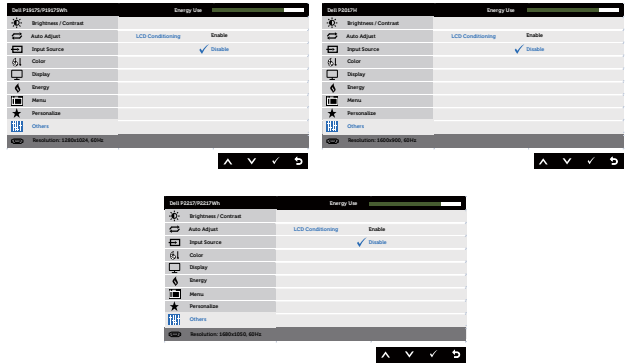 Dell P1917S/P1917SWh Energy Use
Brightness / Contrast
Auto Adjust LCD Conditioning Enable
Input Source Disable
Color
Display
Energy
Menu
Personalize
Others
Resolution: 1280x1024, 60Hz
Dell P2017H Energy Use
Brightness / Contrast
Auto Adjust LCD Conditioning Enable
Input Source Disable
Color
Display
Energy
Menu
Personalize
Others
Resolution: 1600x900, 60Hz
Dell P2217/P2217Wh Energy Use
Brightness / Contrast
Auto Adjust LCD Conditioning Enable
Input Source Disable
Color
Display
Energy
Menu
Personalize
Others
Resolution: 1680x1050, 60Hz